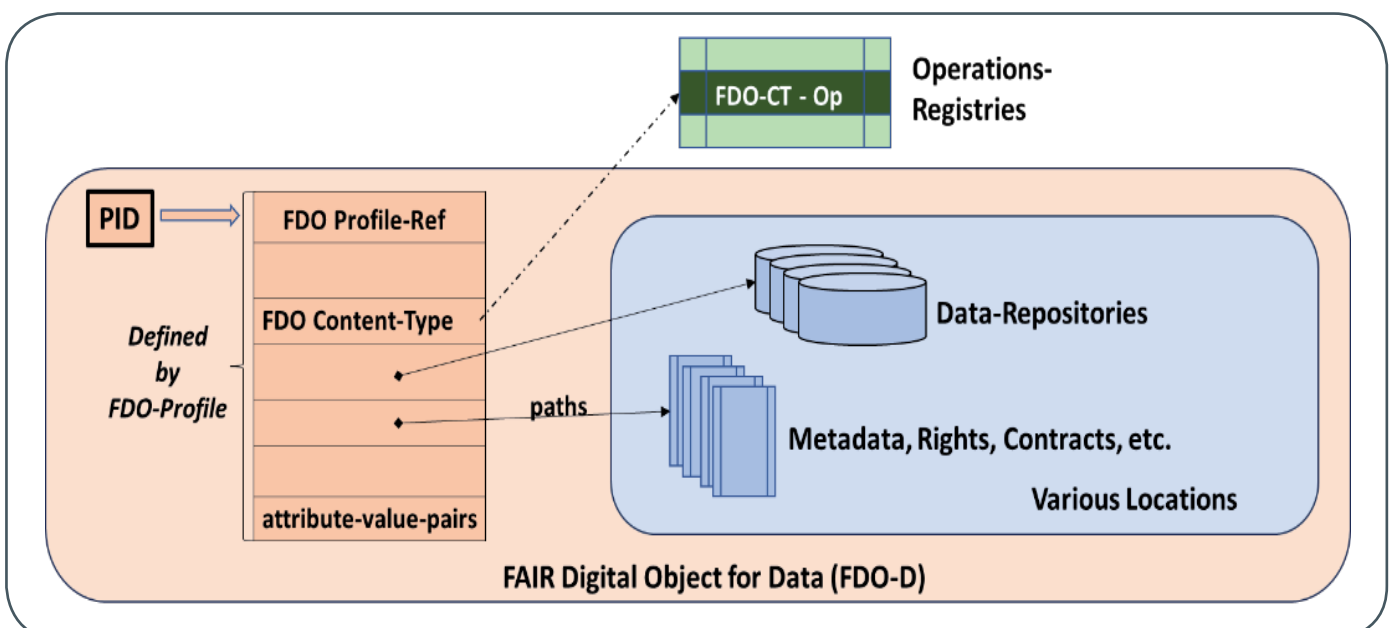 FDO-CT - Op
Operations-
Registries
PID
FDO Profile-Ref
FDO Content-Type
Defined
by
FDO-Profile
attribute-value-pairs
paths
Data-Repositories
Metadata, Rights, Contracts, etc.
Various Locations
FAIR Digital Object for Data (FDO-D)